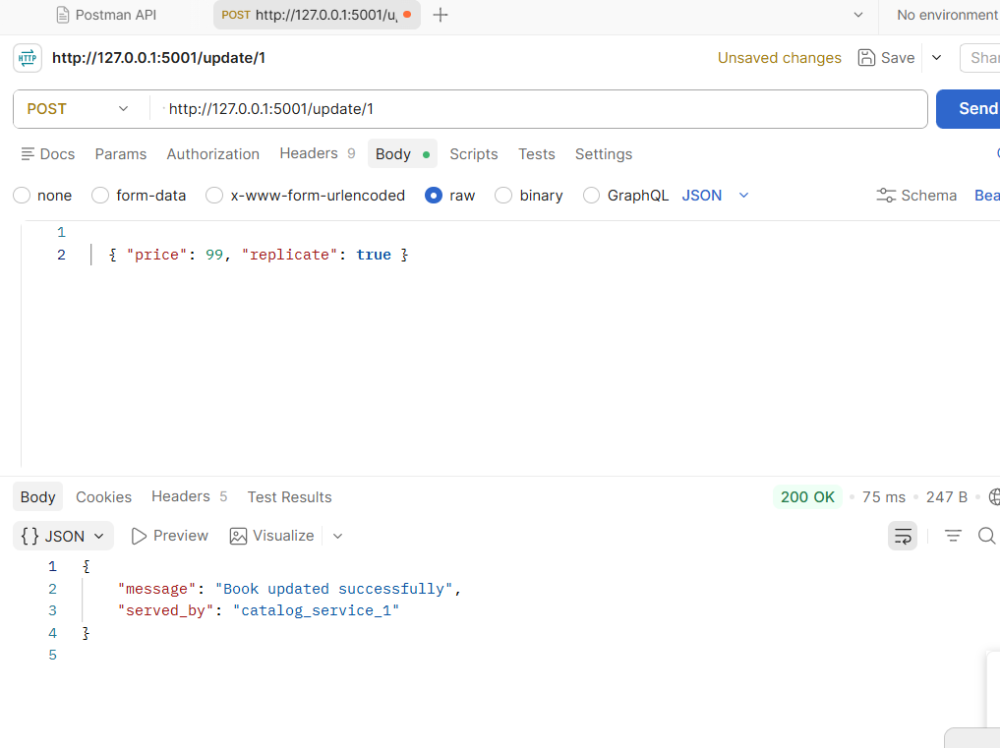 Postman API POST http://127.0.0.1:5001/u, No environment
HTTP http://127.0.0.1:5001/update/1 Unsaved changes Save
POST http://127.0.0.1:5001/update/1 Send
Docs Params Authorization Headers 9 Body Scripts Tests Settings
none form-data x-www-form-urlencoded raw binary GraphQL JSON Schema
1
2 { "price": 99, "replicate": true }
Body Cookies Headers 5 Test Results 200 OK 75 ms 247 B
{} JSON Preview Visualize
1 {
2 "message": "Book updated successfully",
3 "served_by": "catalog_service_1"
4 }
5